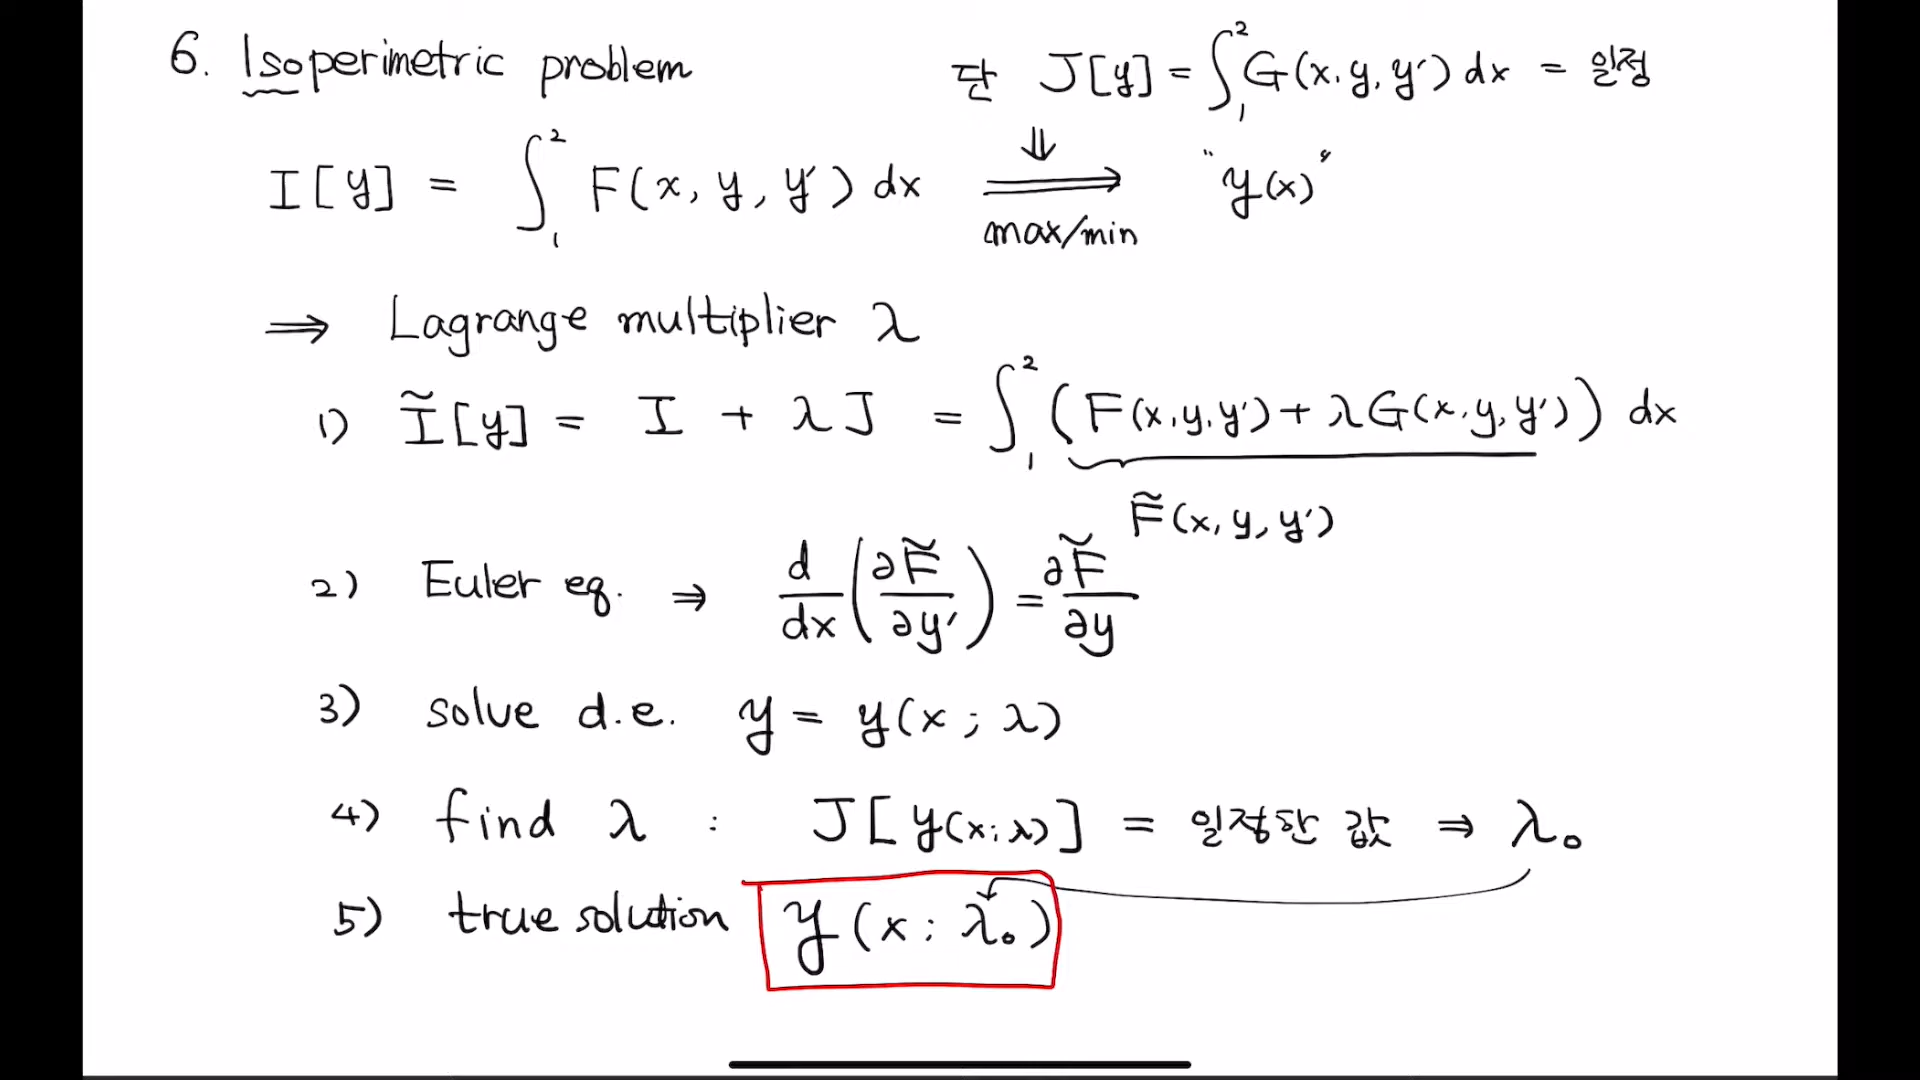 6. Isoperimetric problem
단 J[y] = ∫₁² G(x, y, y') dx = 일정
I[y] = ∫₁² F(x, y, y') dx ⇓ ⟹ max/min "y(x)"
⟹ Lagrange multiplier λ
1) Ĩ[y] = I + λJ = ∫₁² (F(x,y,y') + λG(x,y,y')) dx
F̃(x, y, y')
2) Euler eq. ⇒ d/dx (∂F̃/∂y') = ∂F̃/∂y
3) solve d.e. y = y(x ; λ)
4) find λ : J[y(x;λ)] = 일정한 값 ⇒ λ₀
5) true solution y(x : λ₀)